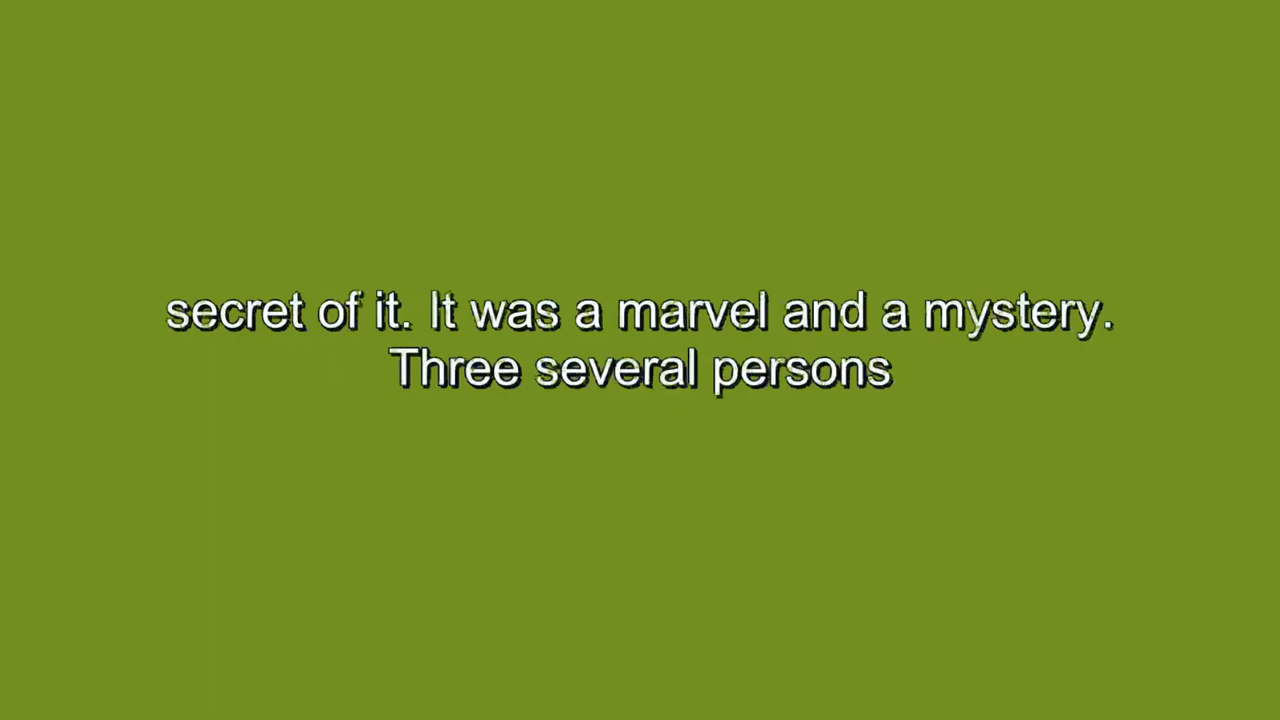 secret of it. It was a marvel and a mystery.
Three several persons